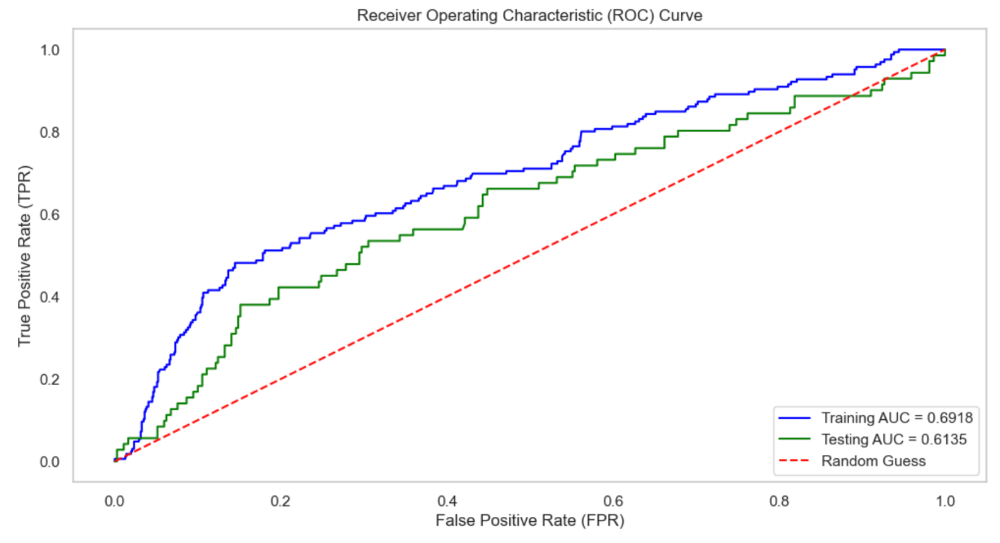 Receiver Operating Characteristic (ROC) Curve
True Positive Rate (TPR)
1.0
0.8
0.6
0.4
0.2
0.0
Training AUC = 0.6918
Testing AUC = 0.6135
Random Guess
0.0 0.2 0.4 0.6 0.8 1.0
False Positive Rate (FPR)